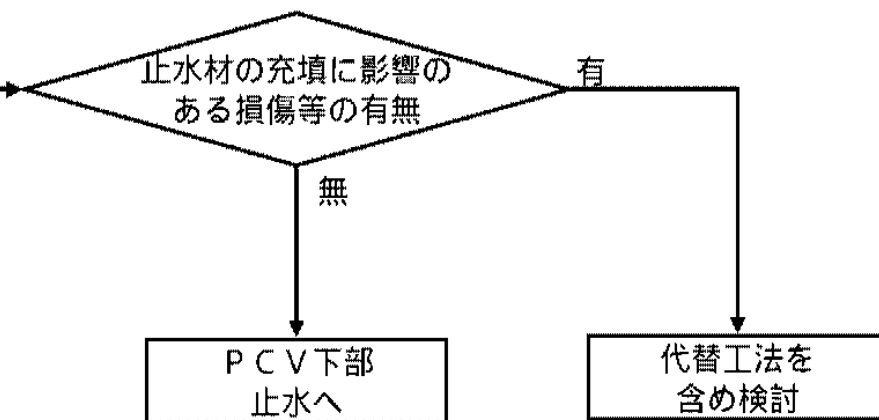 止水材の充填に影響の
ある損傷等の有無
有
無
ＰＣＶ下部
止水へ
代替工法を
含め検討